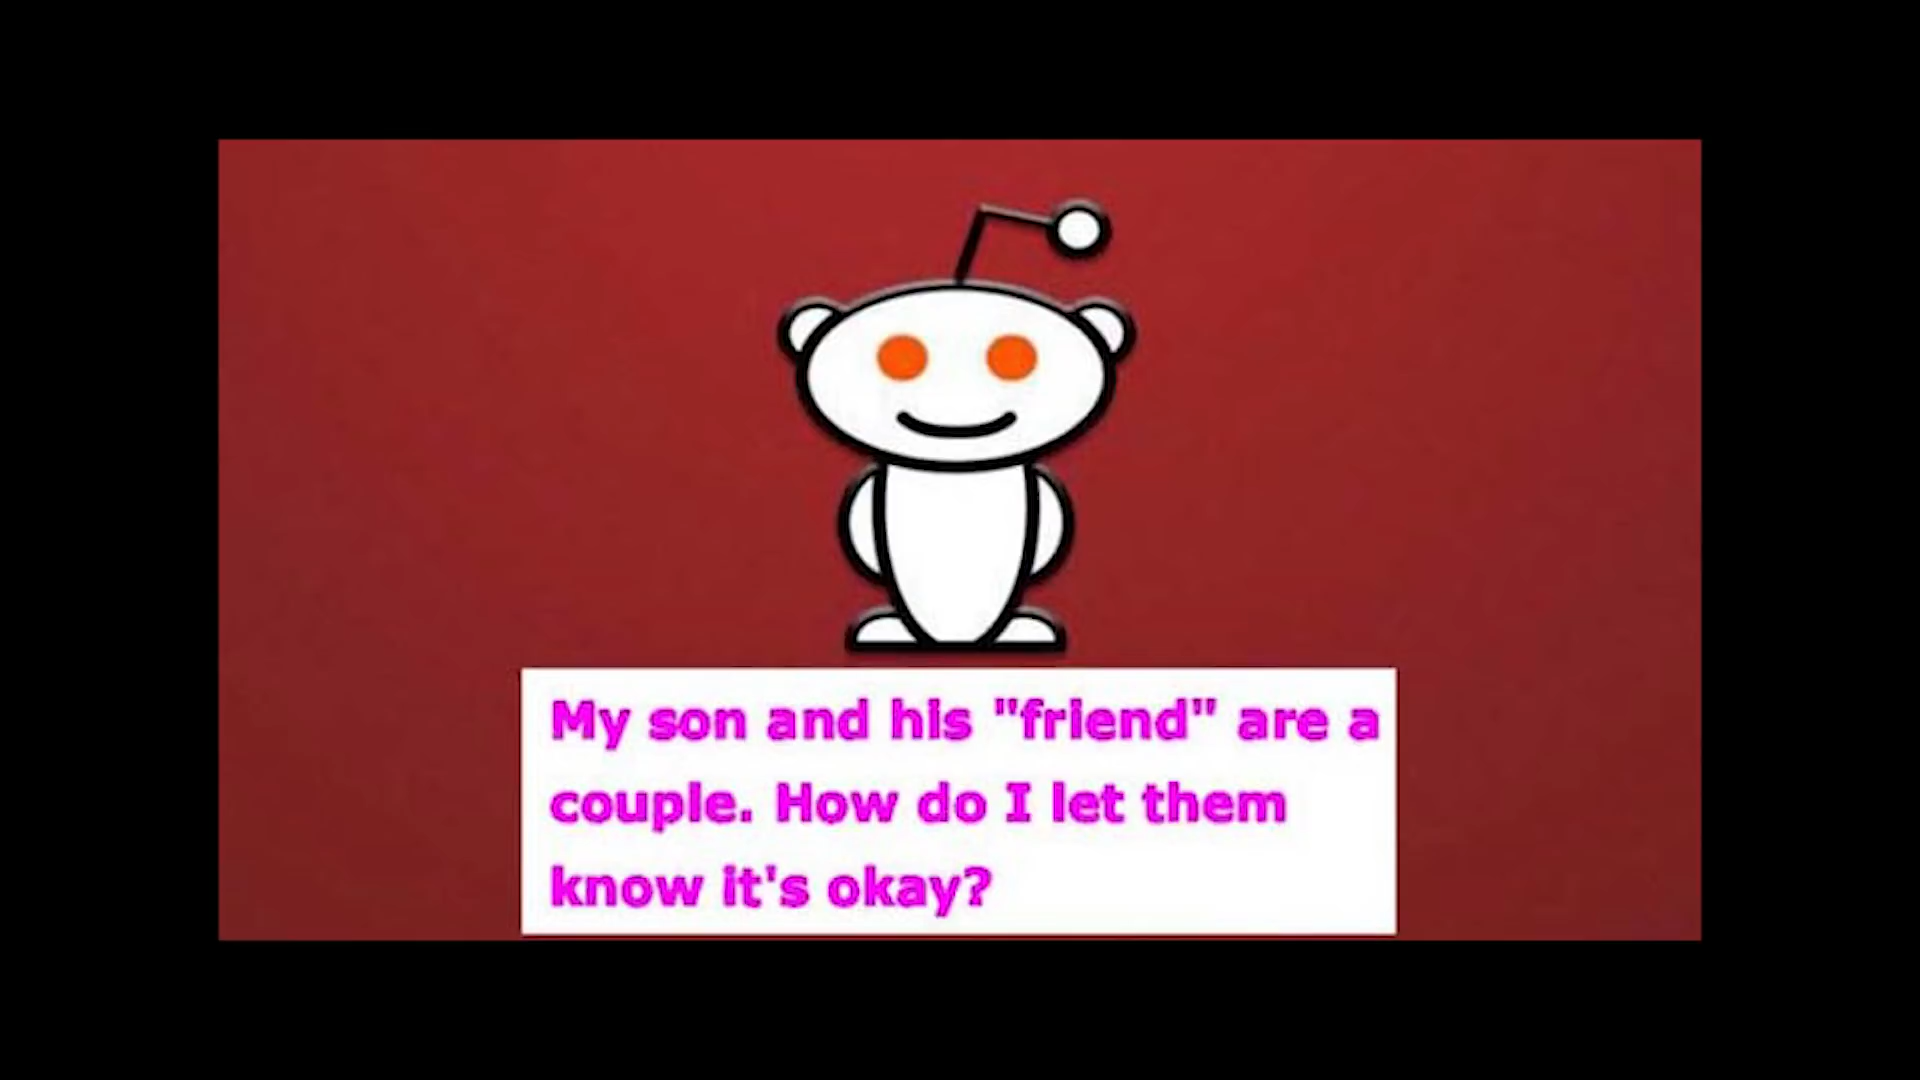 My son and his "friend" are a
couple. How do I let them
know it's okay?